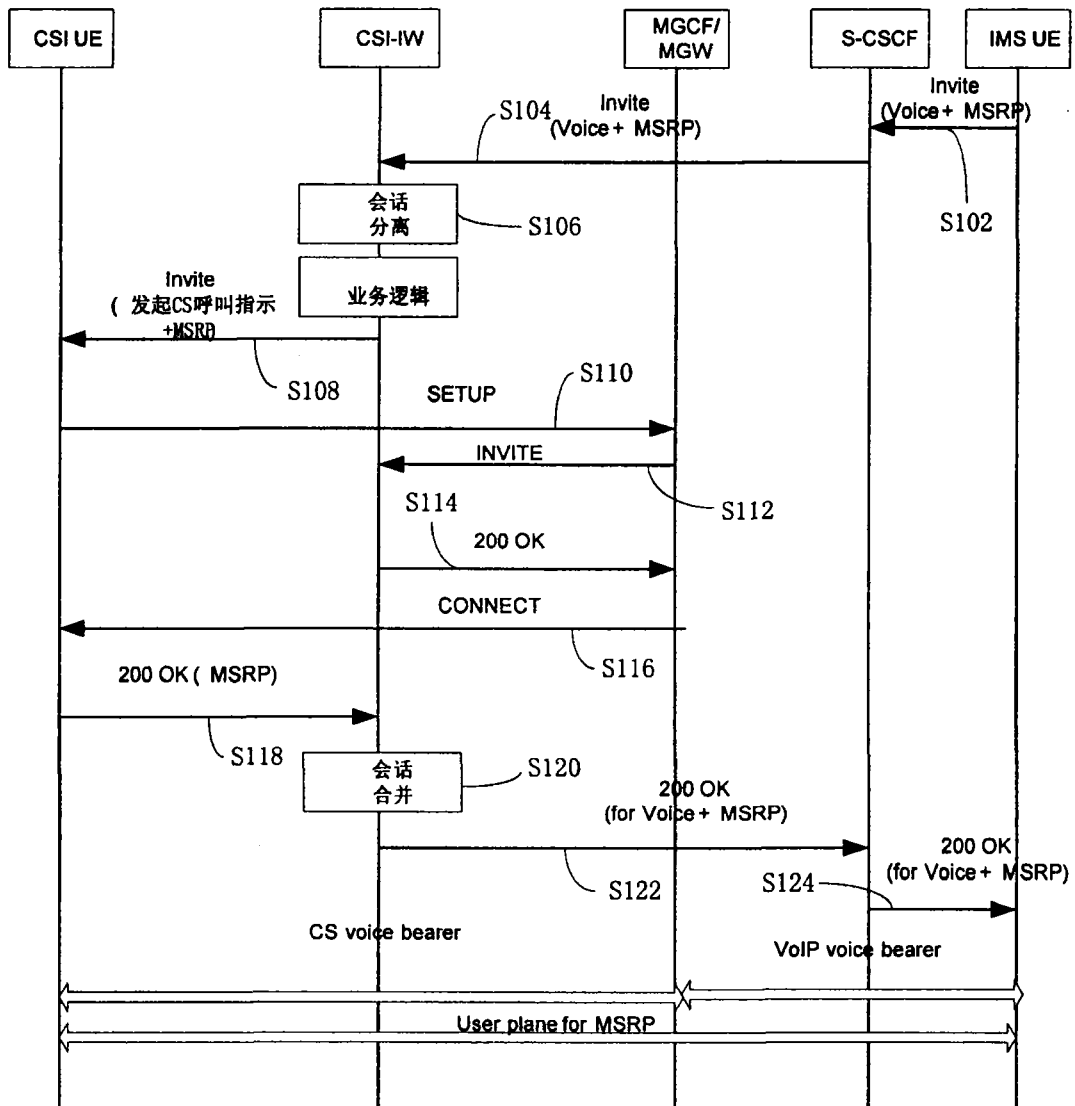 CSI UE
CSI-IW
MGCF/
MGW
S-CSCF
IMS UE
Invite
(Voice + MSRP)
S102
Invite
(Voice + MSRP)
S104
会话
分离
S106
业务逻辑
Invite
( 发起CS呼叫指示
+MSRP)
S108
SETUP
S110
INVITE
S112
S114
200 OK
CONNECT
S116
200 OK ( MSRP)
S118
会话
合并
S120
200 OK
(for Voice + MSRP)
S122
200 OK
(for Voice + MSRP)
S124
CS voice bearer
VoIP voice bearer
User plane for MSRP